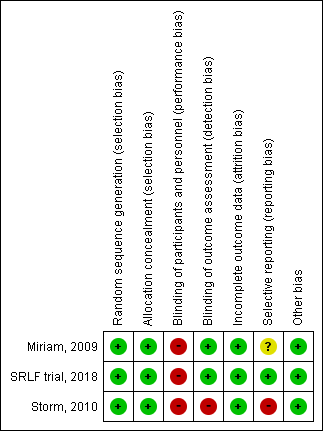 Random sequence generation (selection bias)
Allocation concealment (selection bias)
Blinding of participants and personnel (performance bias)
Blinding of outcome assessment (detection bias)
Incomplete outcome data (attrition bias)
Selective reporting (reporting bias)
Other bias
Miriam, 2009 + + - + + ? +
SRLF trial, 2018 + + - + + + +
Storm, 2010 + + - - + - +